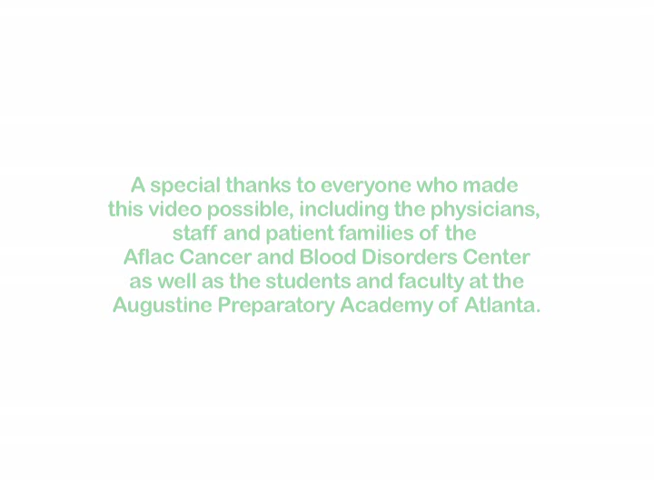 A special thanks to everyone who made
this video possible, including the physicians,
staff and patient families of the
Aflac Cancer and Blood Disorders Center
as well as the students and faculty at the
Augustine Preparatory Academy of Atlanta.